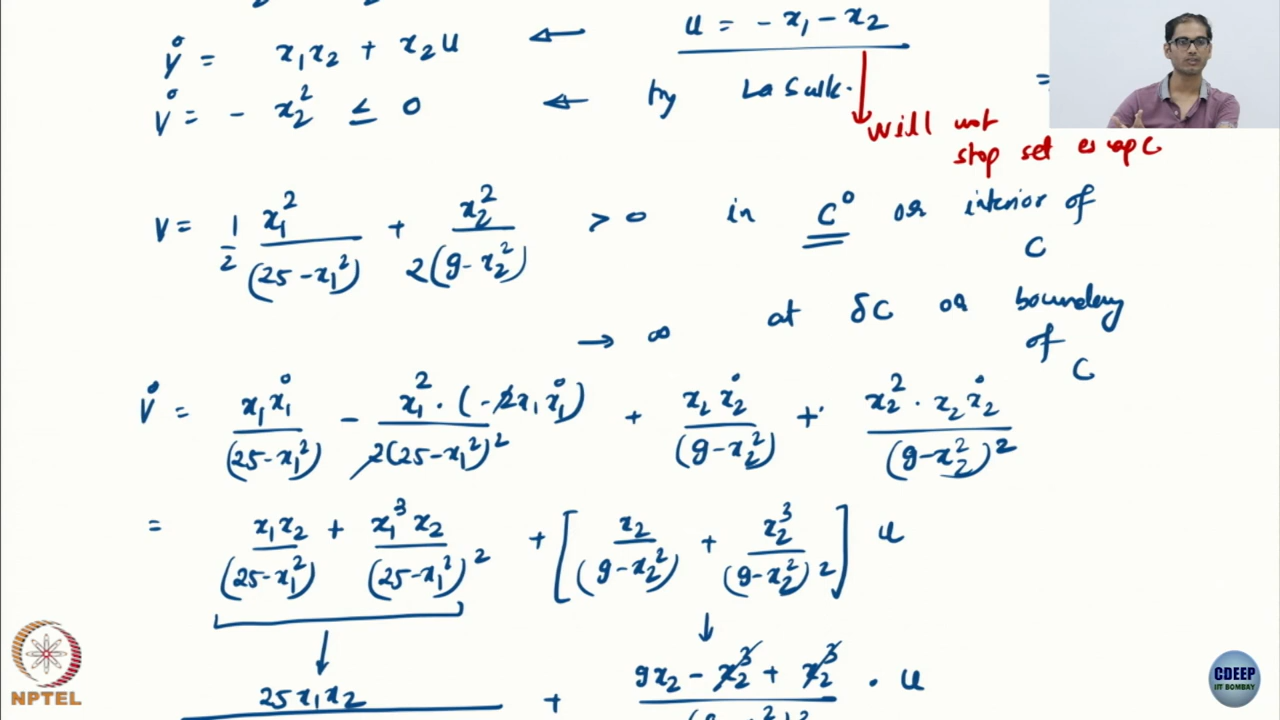 u = - x₁ - x₂
ẏ = x₁x₂ + x₂u ←
V̇ = - x₂² ≤ 0 ← by LaSalle.
will not
stop set escape
V = 1/2 x₁²/(25-x₁²) + x₂²/2(9-x₂²) > 0 in C° or interior of
C
→ ∞ at δC or boundary
of
C
V̇ = x₁ẋ₁/(25-x₁²) - x₁²·(-2x₁ẋ₁)/2(25-x₁²)² + x₂ẋ₂/(9-x₂²) + x₂²·x₂ẋ₂/(9-x₂²)²
= x₁x₂/(25-x₁²) + x₁³x₂/(25-x₁²)² + [x₂/(9-x₂²) + x₂³/(9-x₂²)²] u
25x₁x₂ + 9x₂ - x₂³ + x₂³ · u
NPTEL
CDEEP
IIT BOMBAY